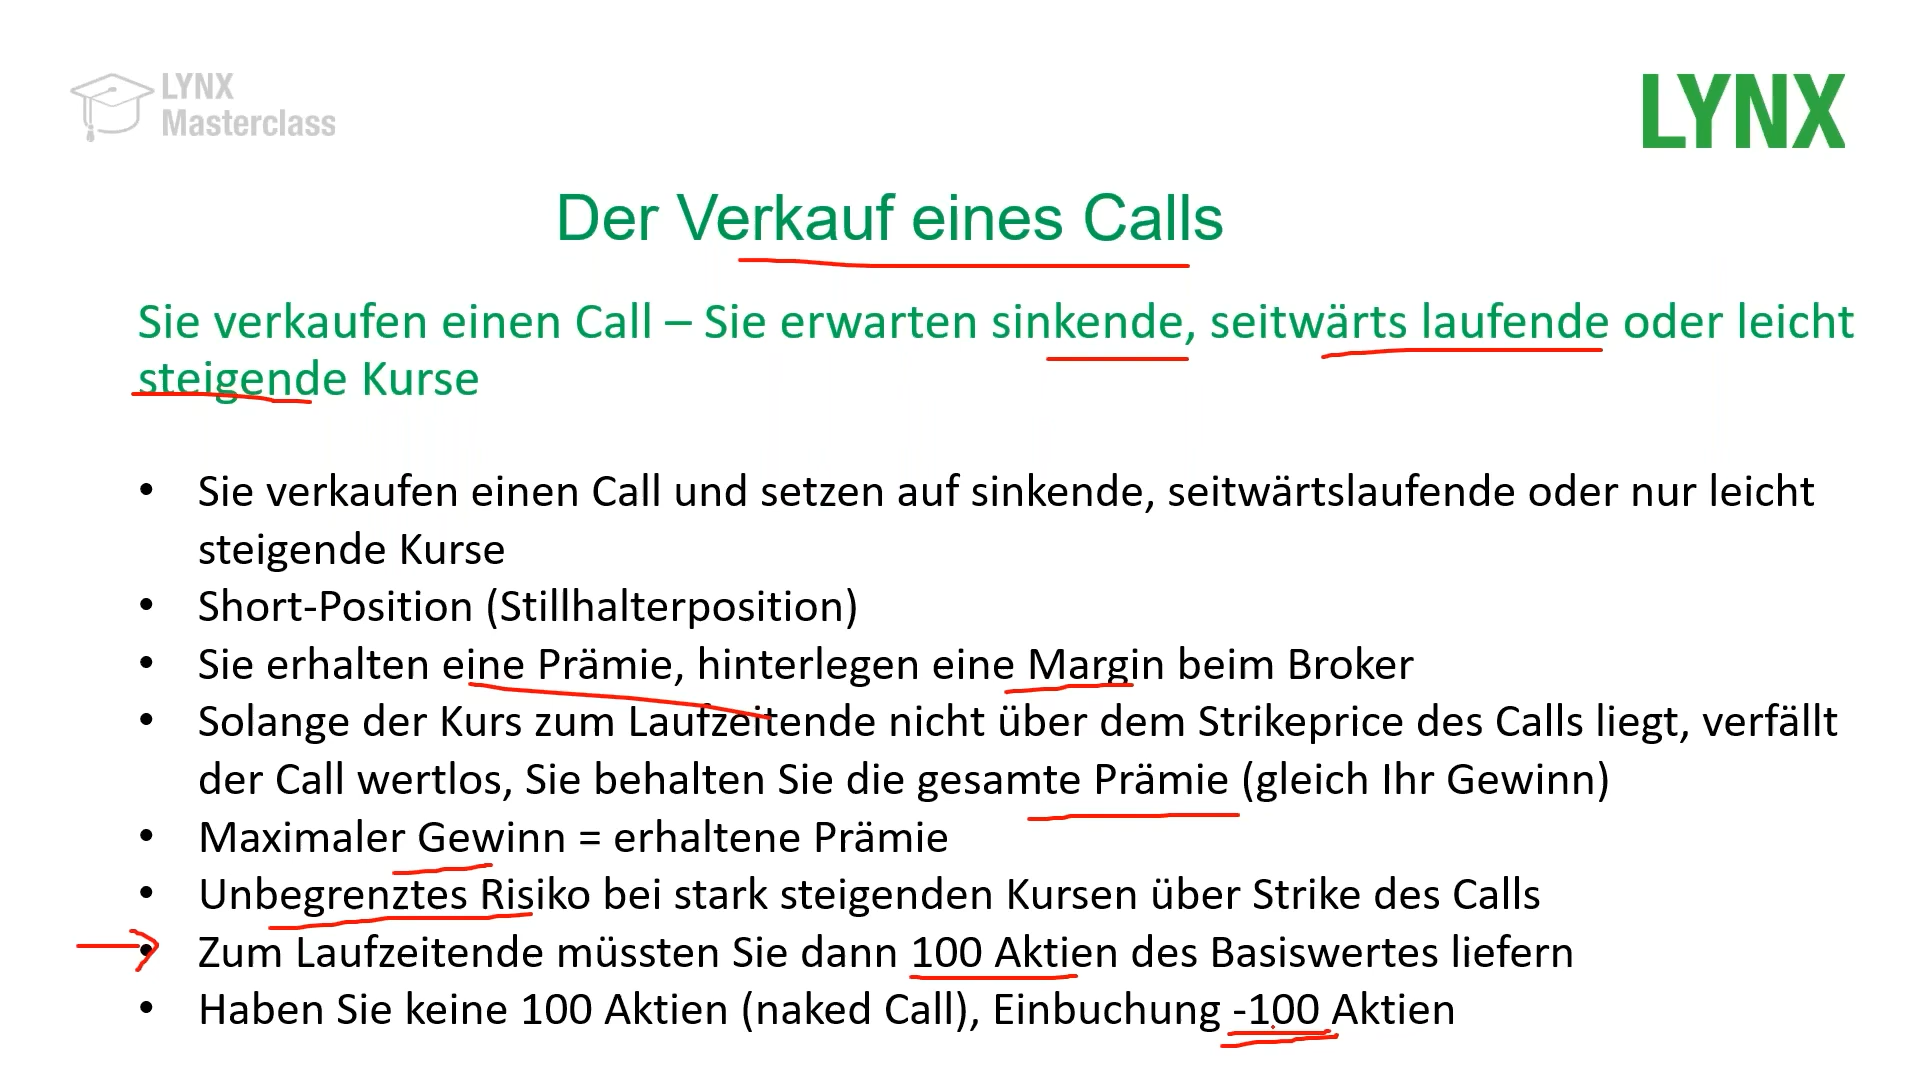 LYNX
Masterclass
LYNX
Der Verkauf eines Calls
Sie verkaufen einen Call – Sie erwarten sinkende, seitwärts laufende oder leicht
steigende Kurse
• Sie verkaufen einen Call und setzen auf sinkende, seitwärtslaufende oder nur leicht
steigende Kurse
• Short-Position (Stillhalterposition)
• Sie erhalten eine Prämie, hinterlegen eine Margin beim Broker
• Solange der Kurs zum Laufzeitende nicht über dem Strikeprice des Calls liegt, verfällt
der Call wertlos, Sie behalten Sie die gesamte Prämie (gleich Ihr Gewinn)
• Maximaler Gewinn = erhaltene Prämie
• Unbegrenztes Risiko bei stark steigenden Kursen über Strike des Calls
• Zum Laufzeitende müssten Sie dann 100 Aktien des Basiswertes liefern
• Haben Sie keine 100 Aktien (naked Call), Einbuchung -100 Aktien